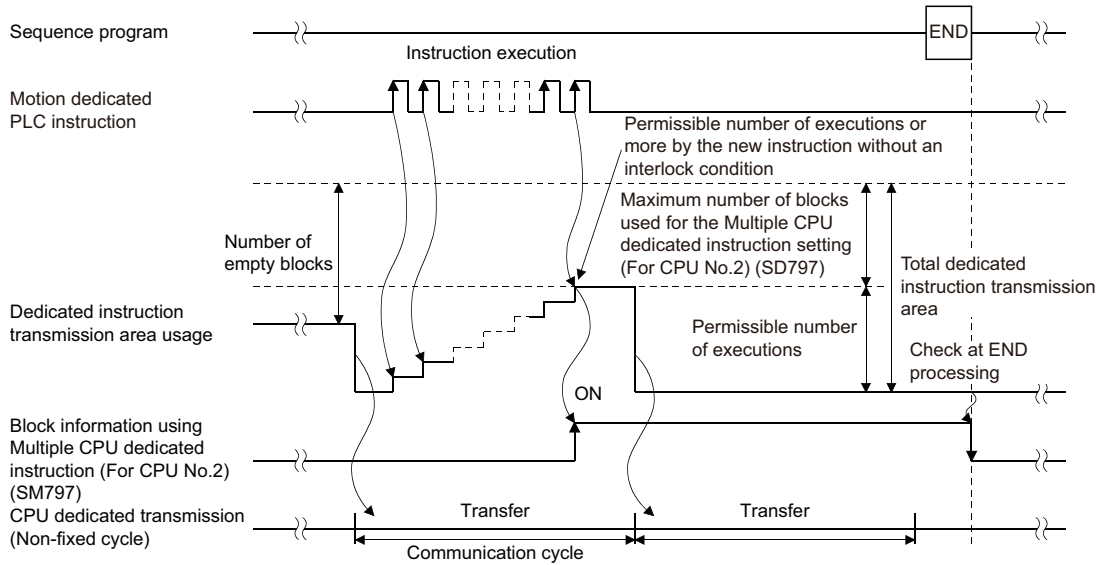 Sequence program
END
Instruction execution
Motion dedicated
PLC instruction
Permissible number of executions or
more by the new instruction without an
interlock condition
Maximum number of blocks
used for the Multiple CPU
dedicated instruction setting
(For CPU No.2) (SD797)
Number of
empty blocks
Total dedicated
instruction transmission
area
Dedicated instruction
transmission area usage
Permissible number
of executions
Check at END
processing
ON
Block information using
Multiple CPU dedicated
instruction (For CPU No.2)
(SM797)
CPU dedicated transmission
(Non-fixed cycle)
Transfer
Transfer
Communication cycle